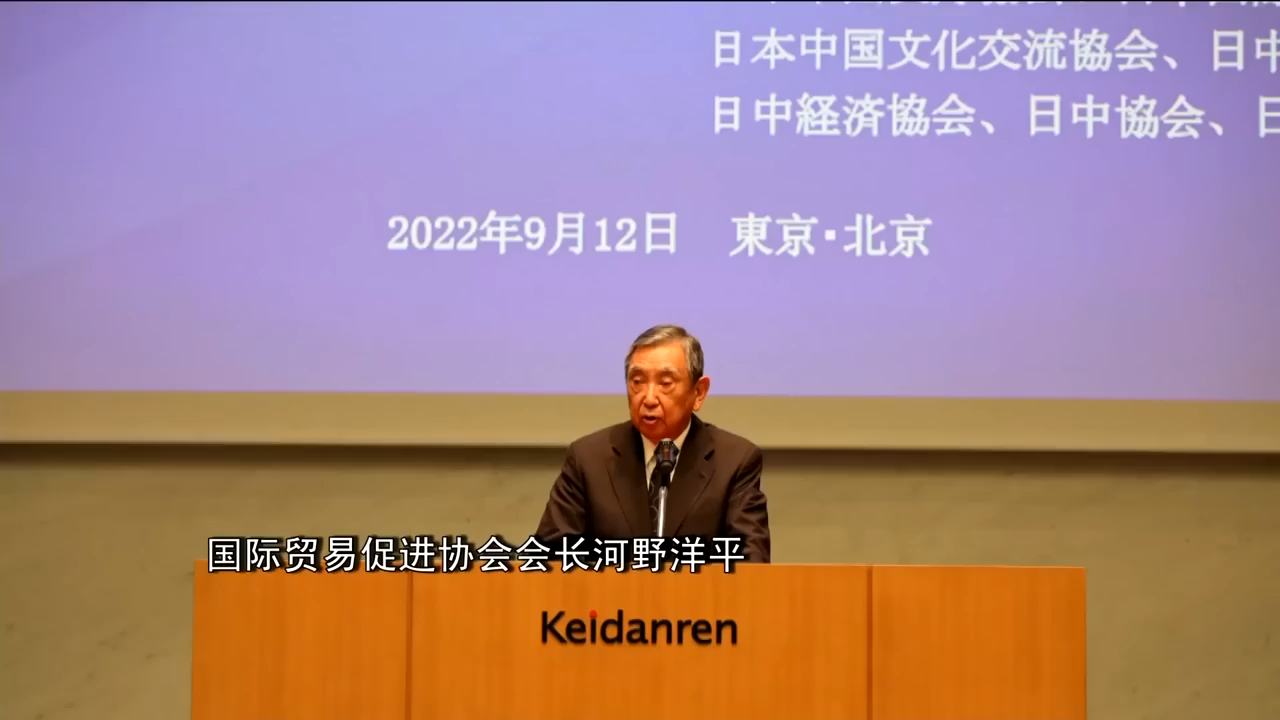 日本中国文化交流協会、日中
日中経済協会、日中協会、日
2022年9月12日　東京・北京
国际贸易促进协会会长河野洋平
Keidanren